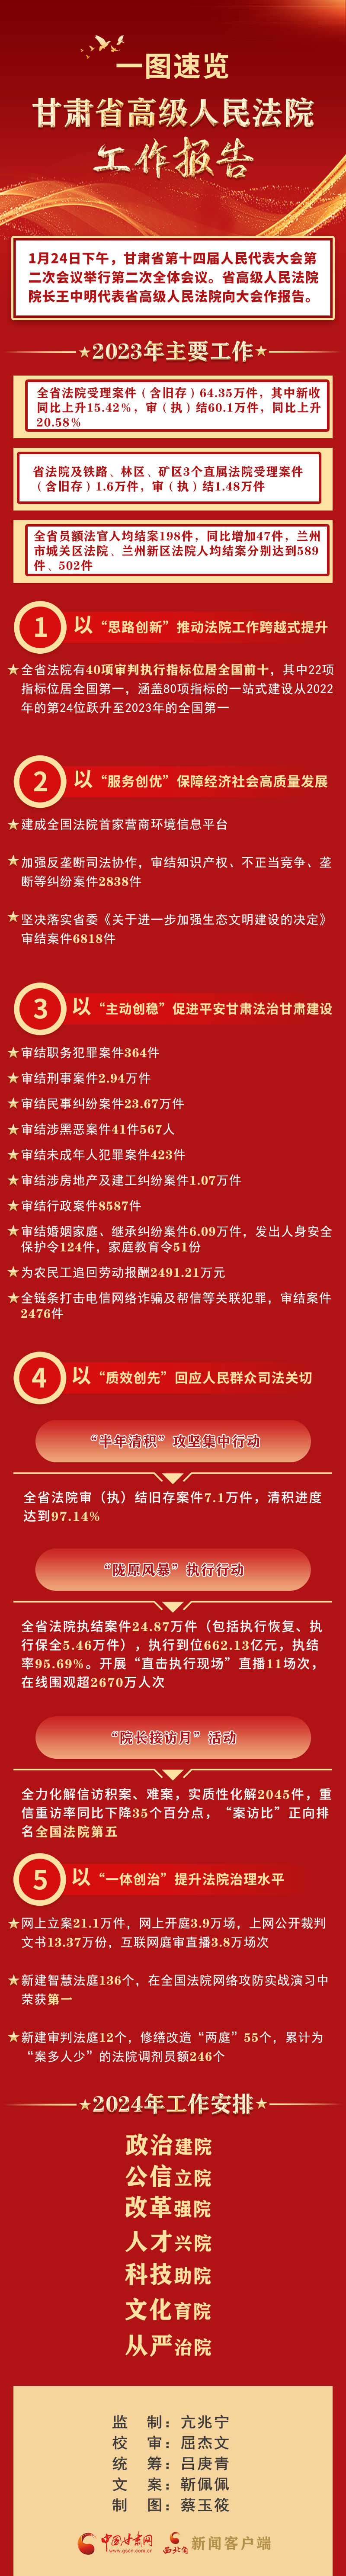 一图速览
甘肃省高级人民法院
工作报告
1月24日下午，甘肃省第十四届人民代表大会第
二次会议举行第二次全体会议。省高级人民法院
院长王中明代表省高级人民法院向大会作报告。
2023年主要工作
全省法院受理案件（含旧存）64.35万件，其中新收
同比上升15.42%，审（执）结60.1万件，同比上升
20.58%
省法院及铁路、林区、矿区3个直属法院受理案件
（含旧存）1.6万件，审（执）结1.48万件
全省员额法官人均结案198件，同比增加47件，兰州
市城关区法院、兰州新区法院人均结案分别达到589
件、502件
1 以“思路创新”推动法院工作跨越式提升
全省法院有40项审判执行指标位居全国前十，其中22项
指标位居全国第一，涵盖80项指标的一站式建设从2022
年的第24位跃升至2023年的全国第一
2 以“服务创优”保障经济社会高质量发展
建成全国法院首家营商环境信息平台
加强反垄断司法协作，审结知识产权、不正当竞争、垄
断等纠纷案件2838件
坚决落实省委《关于进一步加强生态文明建设的决定》
审结案件6818件
3 以“主动创稳”促进平安甘肃法治甘肃建设
审结职务犯罪案件364件
审结刑事案件2.94万件
审结民事纠纷案件23.67万件
审结涉黑恶案件41件567人
审结未成年人犯罪案件423件
审结涉房地产及建工纠纷案件1.07万件
审结行政案件8587件
审结婚姻家庭、继承纠纷案件6.09万件，发出人身安全
保护令124件，家庭教育令51份
为农民工追回劳动报酬2491.21万元
全链条打击电信网络诈骗及帮信等关联犯罪，审结案件
2476件
4 以“质效创先”回应人民群众司法关切
“半年清积”攻坚集中行动
全省法院审（执）结旧存案件7.1万件，清积进度
达到97.14%
“陇原风暴”执行行动
全省法院执结案件24.87万件（包括执行恢复、执
行保全5.46万件），执行到位662.13亿元，执结
率95.69%。开展“直击执行现场”直播11场次，
在线围观超2670万人次
“院长接访月”活动
全力化解信访积案、难案，实质性化解2045件，重
信重访率同比下降35个百分点，“案访比”正向排
名全国法院第五
5 以“一体创治”提升法院治理水平
网上立案21.1万件，网上开庭3.9万场，上网公开裁判
文书13.37万份，互联网庭审直播3.8万场次
新建智慧法庭136个，在全国法院网络攻防实战演习中
荣获第一
新建审判法庭12个，修缮改造“两庭”55个，累计为
“案多人少”的法院调剂员额246个
2024年工作安排
政治建院
公信立院
改革强院
人才兴院
科技助院
文化育院
从严治院
监 制：亢兆宁
校 审：屈杰文
统 筹：吕庚青
文 案：靳佩佩
制 图：蔡玉筱
中国甘肃网 www.gscn.com.cn 西北角 新闻客户端